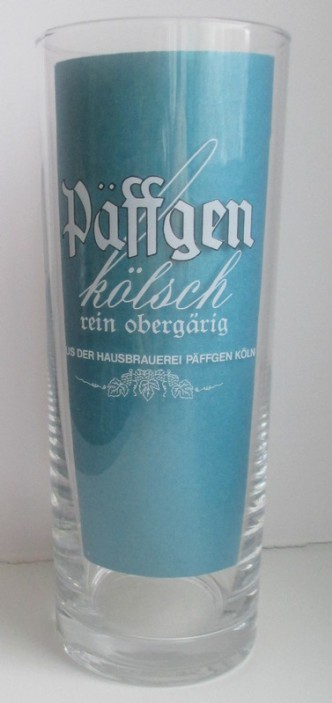 Päffgen
kölsch
rein obergärig
US DER HAUSBRAUEREI PÄFFGEN KÖLN